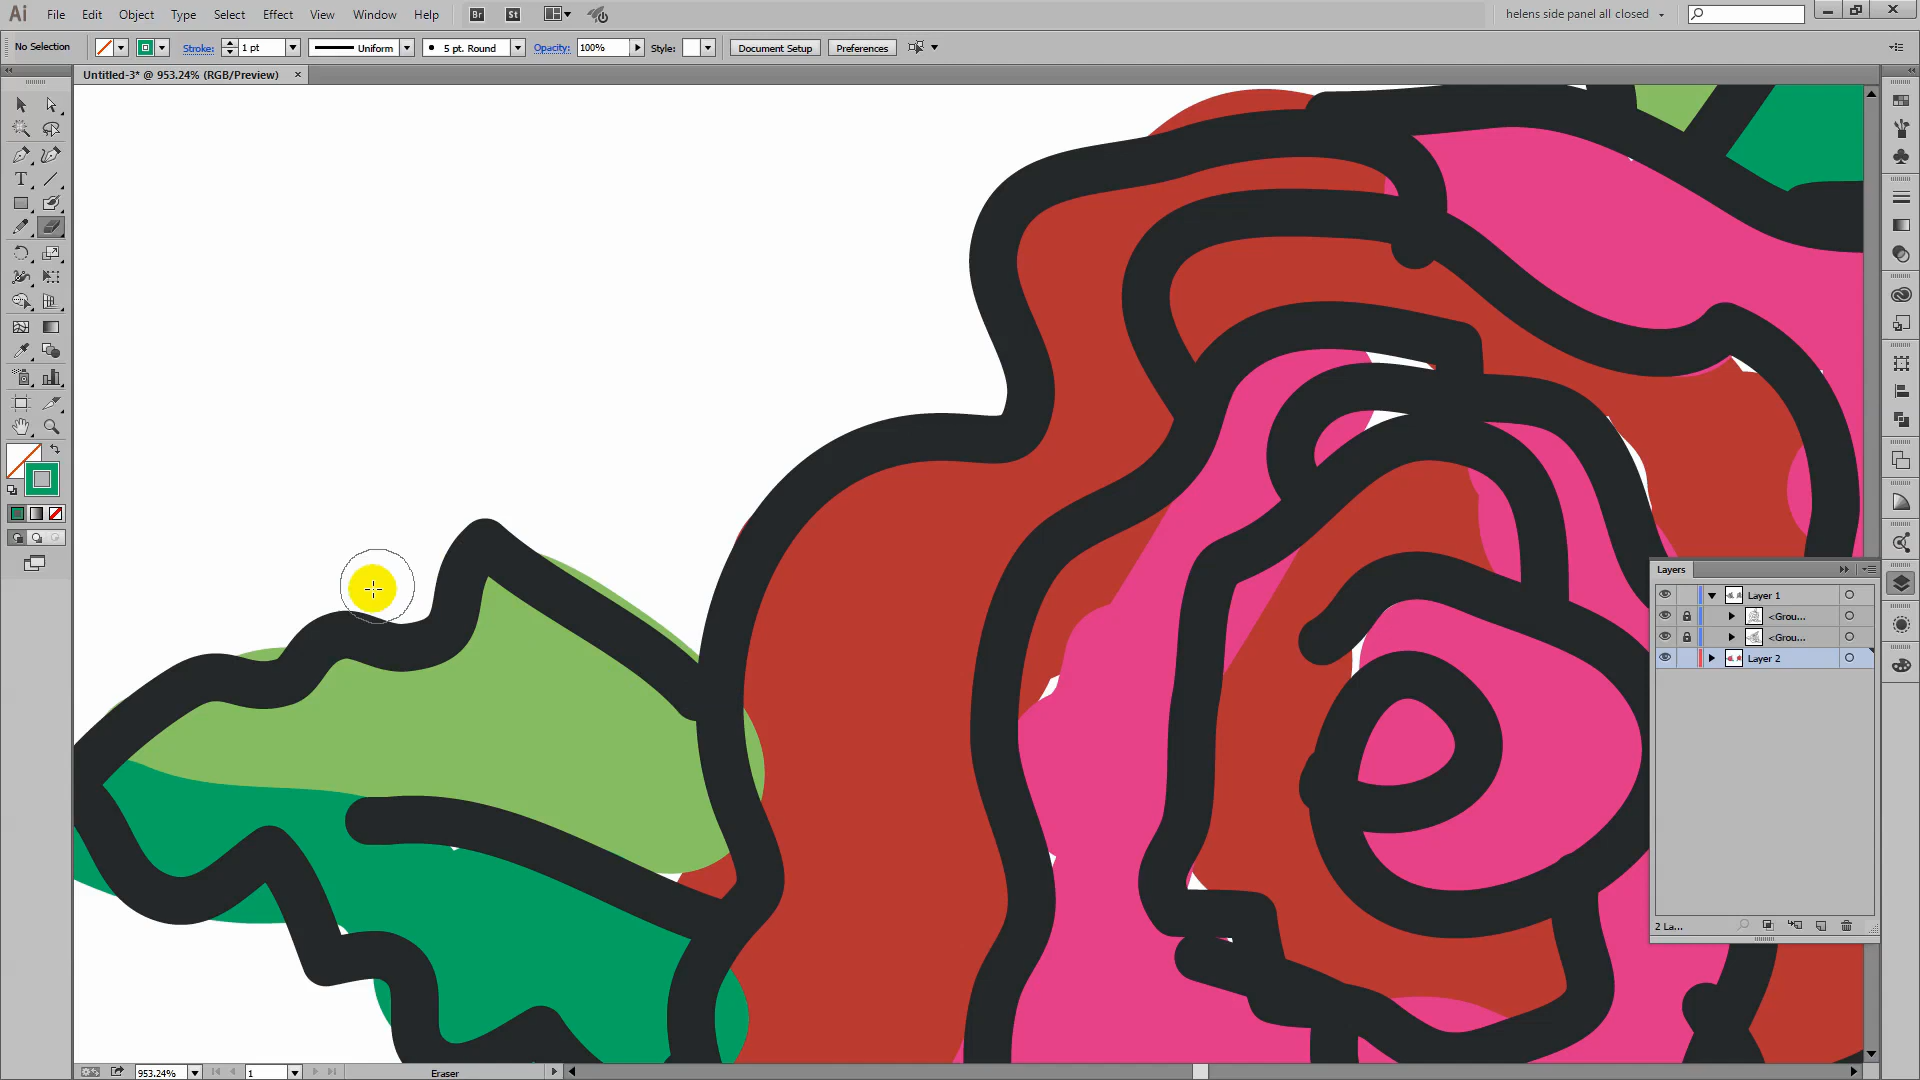 Ai File Edit Object Type Select Effect View Window Help Br St helens side panel all closed
No Selection Stroke: 1 pt Uniform 5 pt. Round Opacity: 100% Style: Document Setup Preferences
Untitled-3* @ 953.24% (RGB/Preview)
T
Layers
Layer 1
<Grou...
<Grou...
Layer 2
2 La...
953.24% 1 Eraser